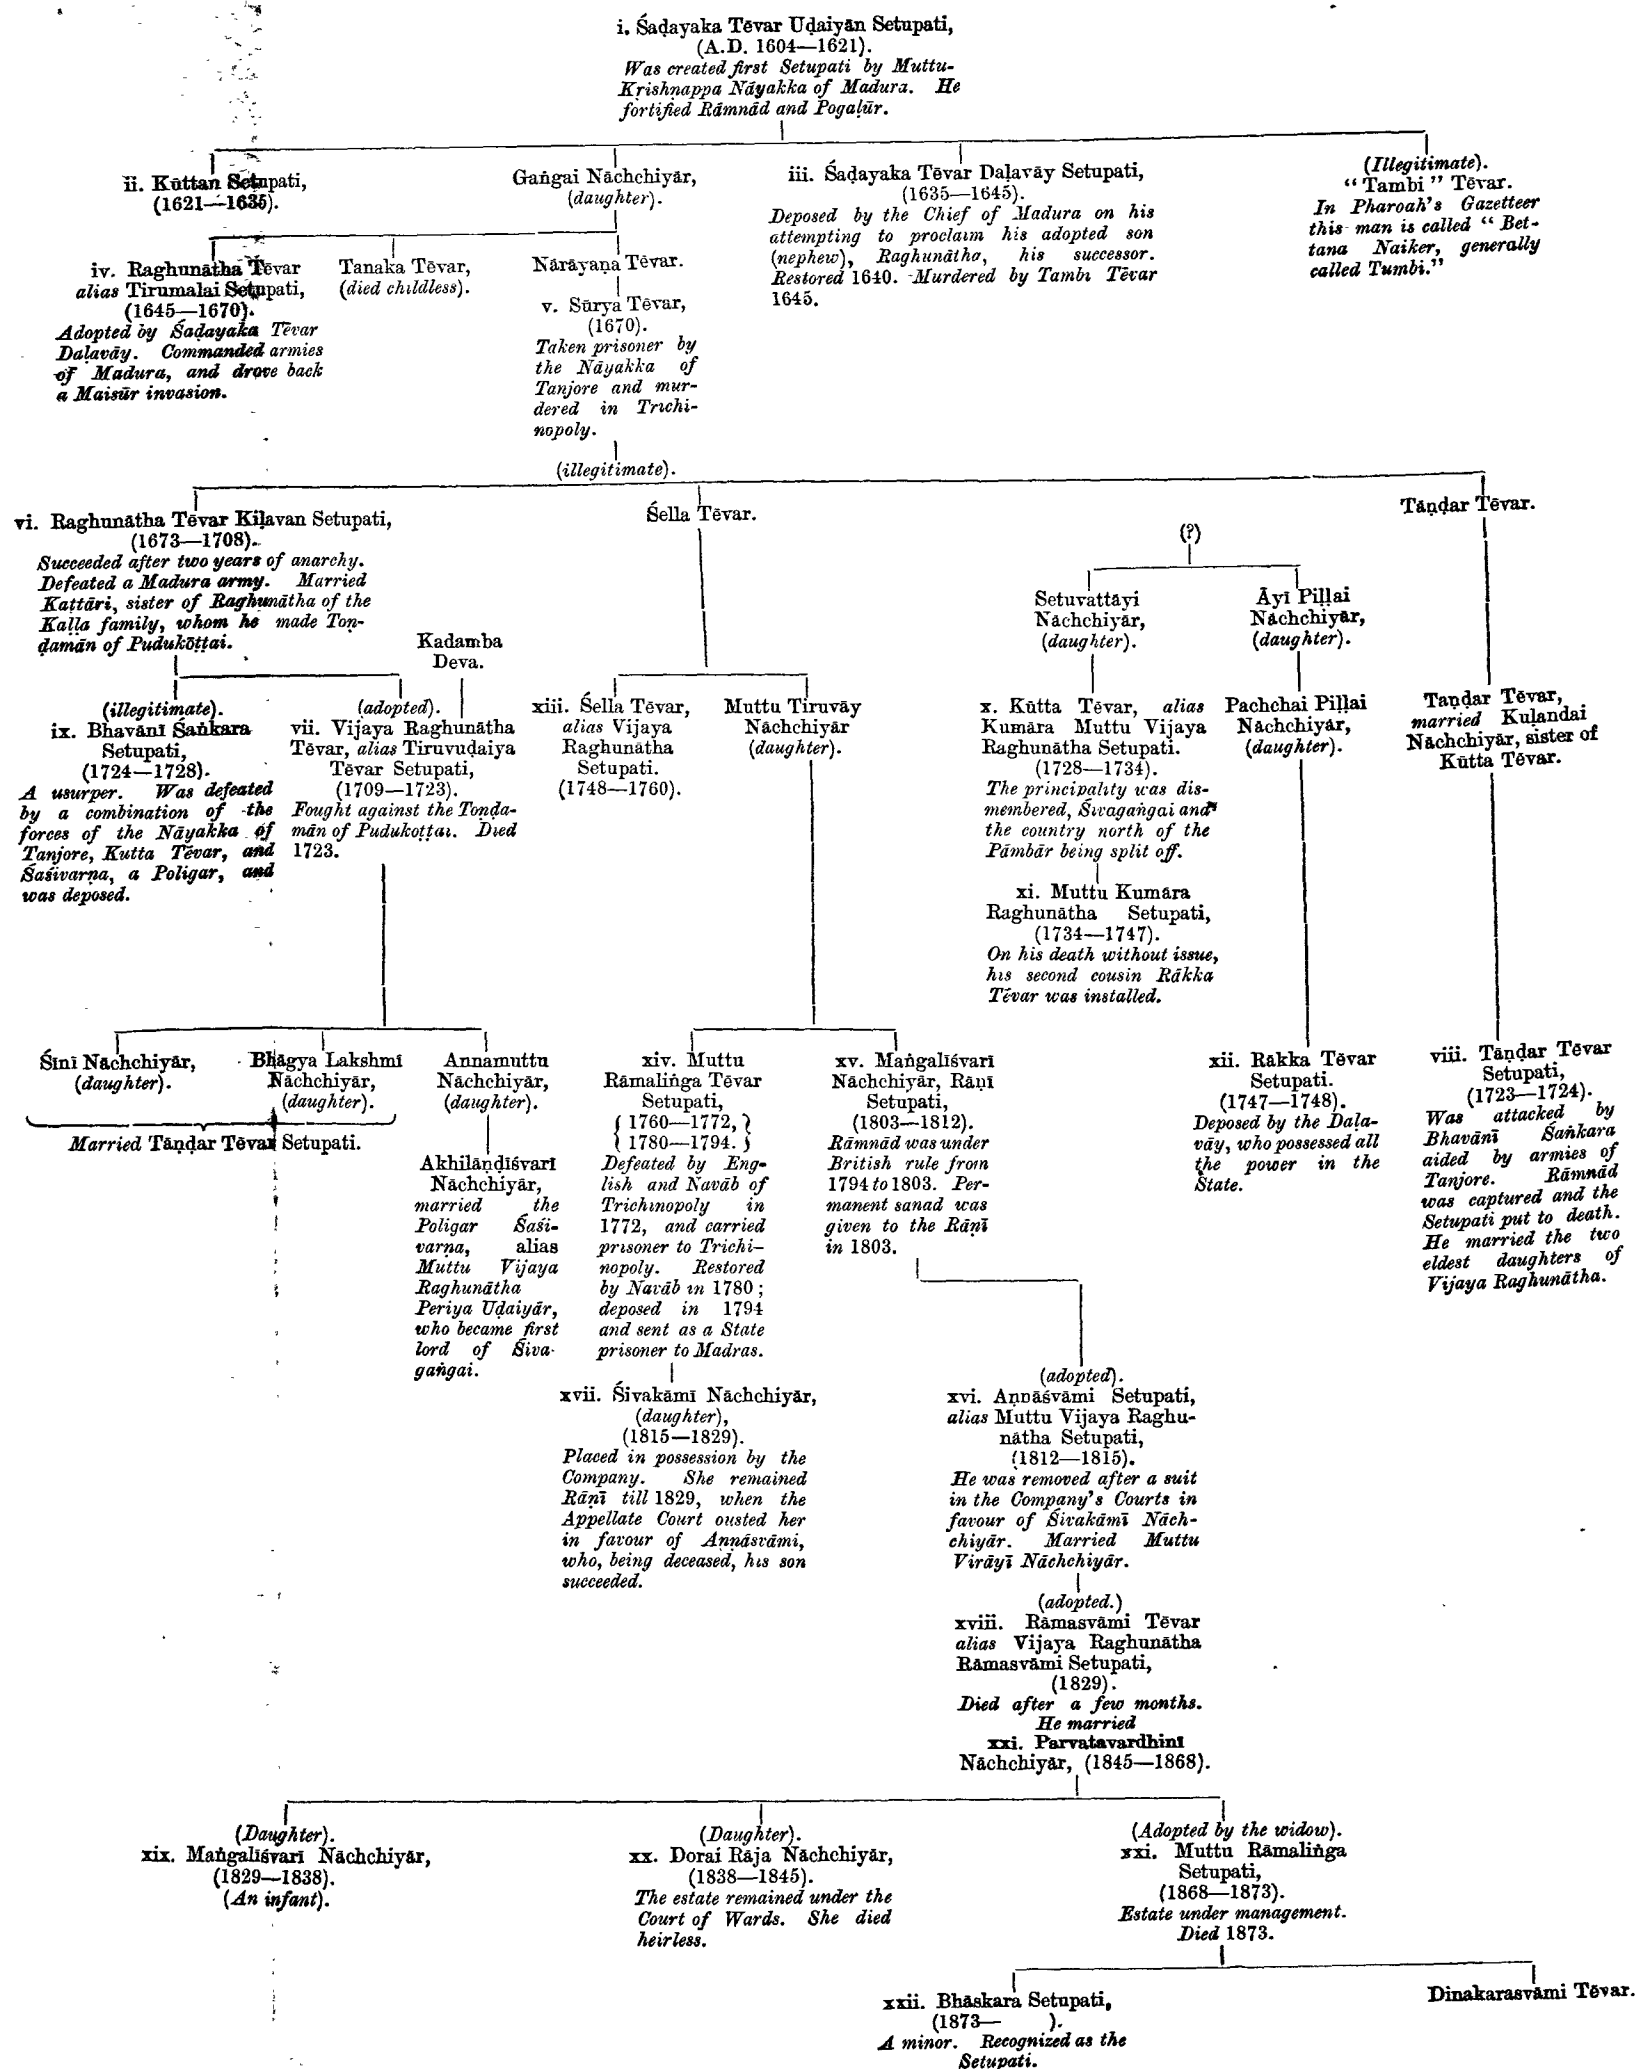 i. Śaḍayaka Tēvar Uḍaiyān Setupati,
(A.D. 1604—1621).
Was created first Setupati by Muttu-
Kṛishnappa Nāyakka of Madura. He
fortified Rāmnād and Pogaḷūr.
ii. Kūttan Setupati,
(1621—1635).
Gaṅgai Nāchchiyār,
(daughter).
iii. Śaḍayaka Tēvar Daḷavāy Setupati,
(1635—1645).
Deposed by the Chief of Madura on his
attempting to proclaim his adopted son
(nephew), Raghunātha, his successor.
Restored 1640. Murdered by Tambi Tēvar
1645.
(Illegitimate).
“ Tambi ” Tēvar.
In Pharoah's Gazetteer
this man is called “ Bet-
tana Naiker, generally
called Tumbi.”
iv. Raghunātha Tēvar
alias Tirumalai Setupati,
(1645—1670).
Adopted by Śaḍayaka Tēvar
Daḷavāy. Commanded armies
of Madura, and drove back
a Maisūr invasion.
Tanaka Tēvar,
(died childless).
Nārāyaṇa Tēvar.
v. Sūrya Tēvar,
(1670).
Taken prisoner by
the Nāyakka of
Tanjore and mur-
dered in Trichi-
nopoly.
(illegitimate).
vi. Raghunātha Tēvar Kiḷavan Setupati,
(1673—1708).
Succeeded after two years of anarchy.
Defeated a Madura army. Married
Kattāri, sister of Raghunātha of the
Kaḷḷa family, whom he made Ton-
ḍamān of Pudukōṭṭai.
Śella Tēvar.
Tāṇḍar Tēvar.
(?)
Setuvattāyi
Nāchchiyār,
(daughter).
Āyī Piḷḷai
Nāchchiyār,
(daughter).
Kadamba
Deva.
(illegitimate).
ix. Bhavānī Śaṅkara
Setupati,
(1724—1728).
A usurper. Was defeated
by a combination of the
forces of the Nāyakka of
Tanjore, Kutta Tēvar, and
Śaśivarṇa, a Poligar, and
was deposed.
(adopted).
vii. Vijaya Raghunātha
Tēvar, alias Tiruvuḍaiya
Tēvar Setupati,
(1709—1723).
Fought against the Tonḍa-
mān of Pudukoṭṭai. Died
1723.
xiii. Śella Tēvar,
alias Vijaya
Raghunātha
Setupati.
(1748—1760).
Muttu Tiruvāy
Nāchchiyār
(daughter).
x. Kūtta Tēvar, alias
Kumāra Muttu Vijaya
Raghunātha Setupati.
(1728—1734).
The principality was dis-
membered, Śivagaṅgai and
the country north of the
Pāmbār being split off.
xi. Muttu Kumāra
Raghunātha Setupati,
(1734—1747).
On his death without issue,
his second cousin Rākka
Tēvar was installed.
Pachchai Piḷḷai
Nāchchiyār,
(daughter).
Taṇḍar Tēvar,
married Kuḷandai
Nāchchiyār, sister of
Kūtta Tēvar.
Śīnī Nāchchiyār,
(daughter).
Bhāgya Lakshmī
Nāchchiyār,
(daughter).
Married Tāṇḍar Tēvar Setupati.
Annamuttu
Nāchchiyār,
(daughter).
Akhilāṇḍīśvarī
Nāchchiyār,
married the
Poligar Śaśi-
varṇa, alias
Muttu Vijaya
Raghunātha
Periya Uḍaiyār,
who became first
lord of Śiva-
gaṅgai.
xiv. Muttu
Rāmaliṅga Tēvar
Setupati,
{ 1760—1772, }
{ 1780—1794. }
Defeated by Eng-
lish and Navāb of
Trichinopoly in
1772, and carried
prisoner to Trichi-
nopoly. Restored
by Navāb in 1780;
deposed in 1794
and sent as a State
prisoner to Madras.
xv. Maṅgalīśvarī
Nāchchiyār, Rāṇī
Setupati,
(1803—1812).
Rāmnād was under
British rule from
1794 to 1803. Per-
manent sanad was
given to the Rāṇī
in 1803.
xii. Rākka Tēvar
Setupati.
(1747—1748).
Deposed by the Daḷa-
vāy, who possessed all
the power in the
State.
viii. Tāṇḍar Tēvar
Setupati,
(1723—1724).
Was attacked by
Bhavānī Śaṅkara
aided by armies of
Tanjore. Rāmnād
was captured and the
Setupati put to death.
He married the two
eldest daughters of
Vijaya Raghunātha.
xvii. Śivakāmī Nāchchiyār,
(daughter),
(1815—1829).
Placed in possession by the
Company. She remained
Rāṇī till 1829, when the
Appellate Court ousted her
in favour of Aṇṇāsvāmi,
who, being deceased, his son
succeeded.
(adopted).
xvi. Aṇṇāsvāmi Setupati,
alias Muttu Vijaya Raghu-
nātha Setupati,
(1812—1815).
He was removed after a suit
in the Company's Courts in
favour of Śivakāmī Nāch-
chiyār. Married Muttu
Virāyī Nāchchiyār.
(adopted.)
xviii. Rāmasvāmi Tēvar
alias Vijaya Raghunātha
Rāmasvāmi Setupati,
(1829).
Died after a few months.
He married
xxi. Parvatavardhinī
Nāchchiyār, (1845—1868).
(Daughter).
xix. Maṅgalīśvarī Nāchchiyār,
(1829—1838).
(An infant).
(Daughter).
xx. Dorai Rāja Nāchchiyār,
(1838—1845).
The estate remained under the
Court of Wards. She died
heirless.
(Adopted by the widow).
xxi. Muttu Rāmaliṅga
Setupati,
(1868—1873).
Estate under management.
Died 1873.
xxii. Bhāskara Setupati,
(1873— ).
A minor. Recognized as the
Setupati.
Dinakarasvāmi Tēvar.